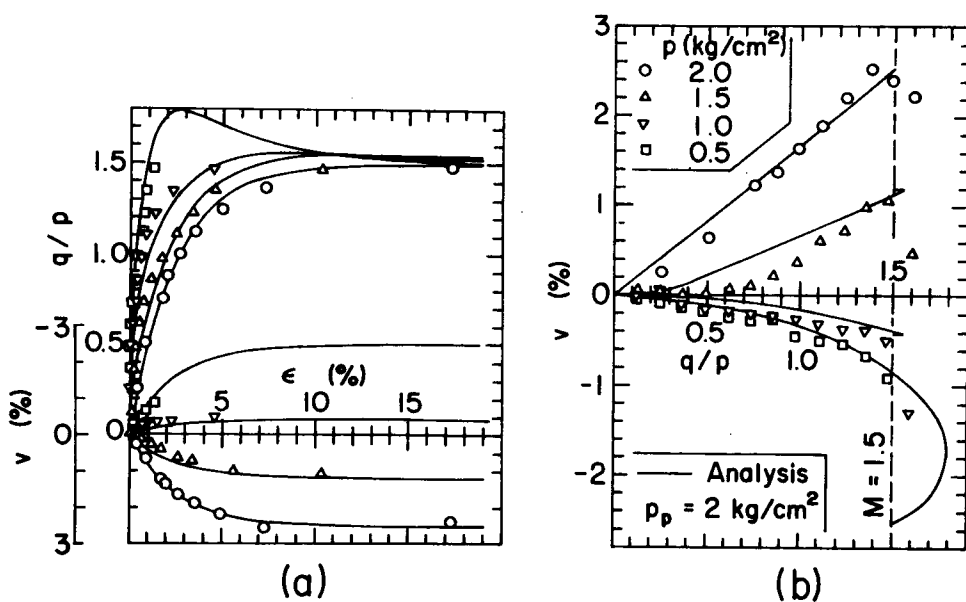 1.5
1.0
0.5
0
q / p
-3
0
3
v (%)
ϵ (%)
5
10
15
(a)
3
2
1
0
-1
-2
v (%)
p (kg/cm²)
○ 2.0
△ 1.5
▽ 1.0
□ 0.5
1.5
0.5
1.0
q/p
M = 1.5
— Analysis
pp = 2 kg/cm²
(b)